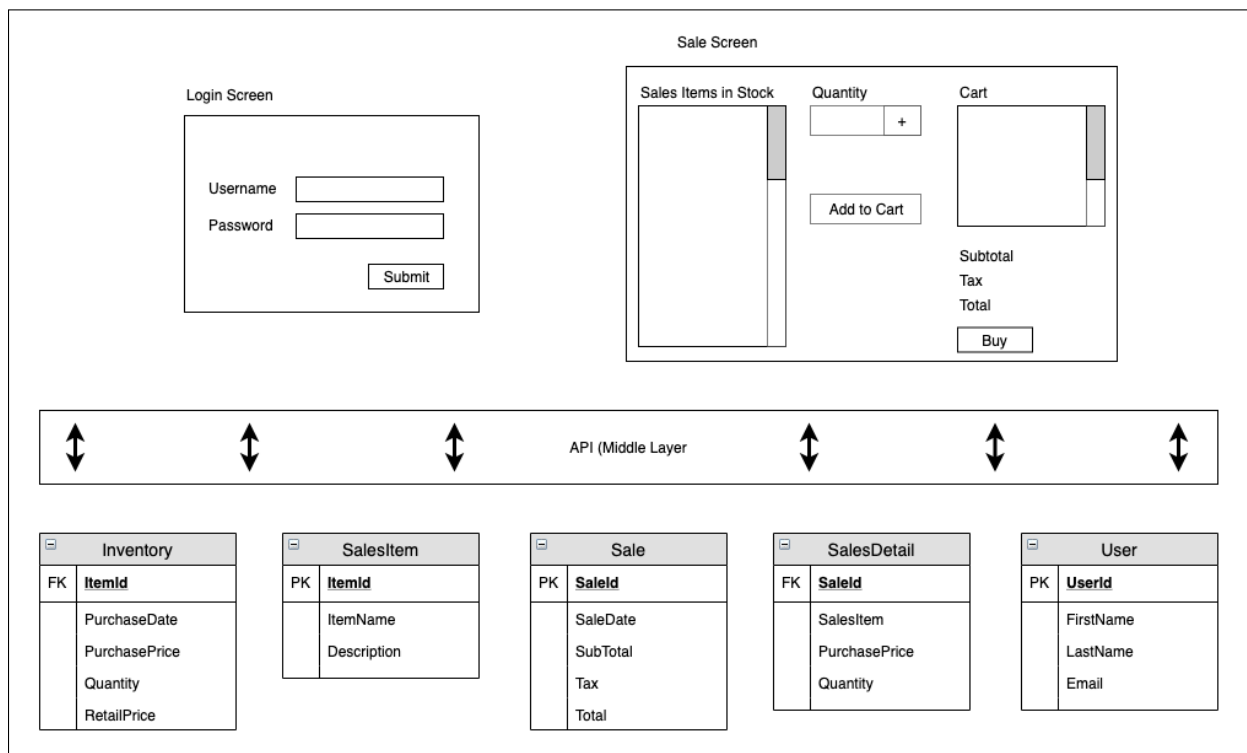 Sale Screen
Login Screen
Sales Items in Stock
Quantity
+
Add to Cart
Cart
Username
Password
Submit
Subtotal
Tax
Total
Buy
API (Middle Layer
Inventory
FK ItemId
PurchaseDate
PurchasePrice
Quantity
RetailPrice
SalesItem
PK ItemId
ItemName
Description
Sale
PK SaleId
SaleDate
SubTotal
Tax
Total
SalesDetail
FK SaleId
SalesItem
PurchasePrice
Quantity
User
PK UserId
FirstName
LastName
Email